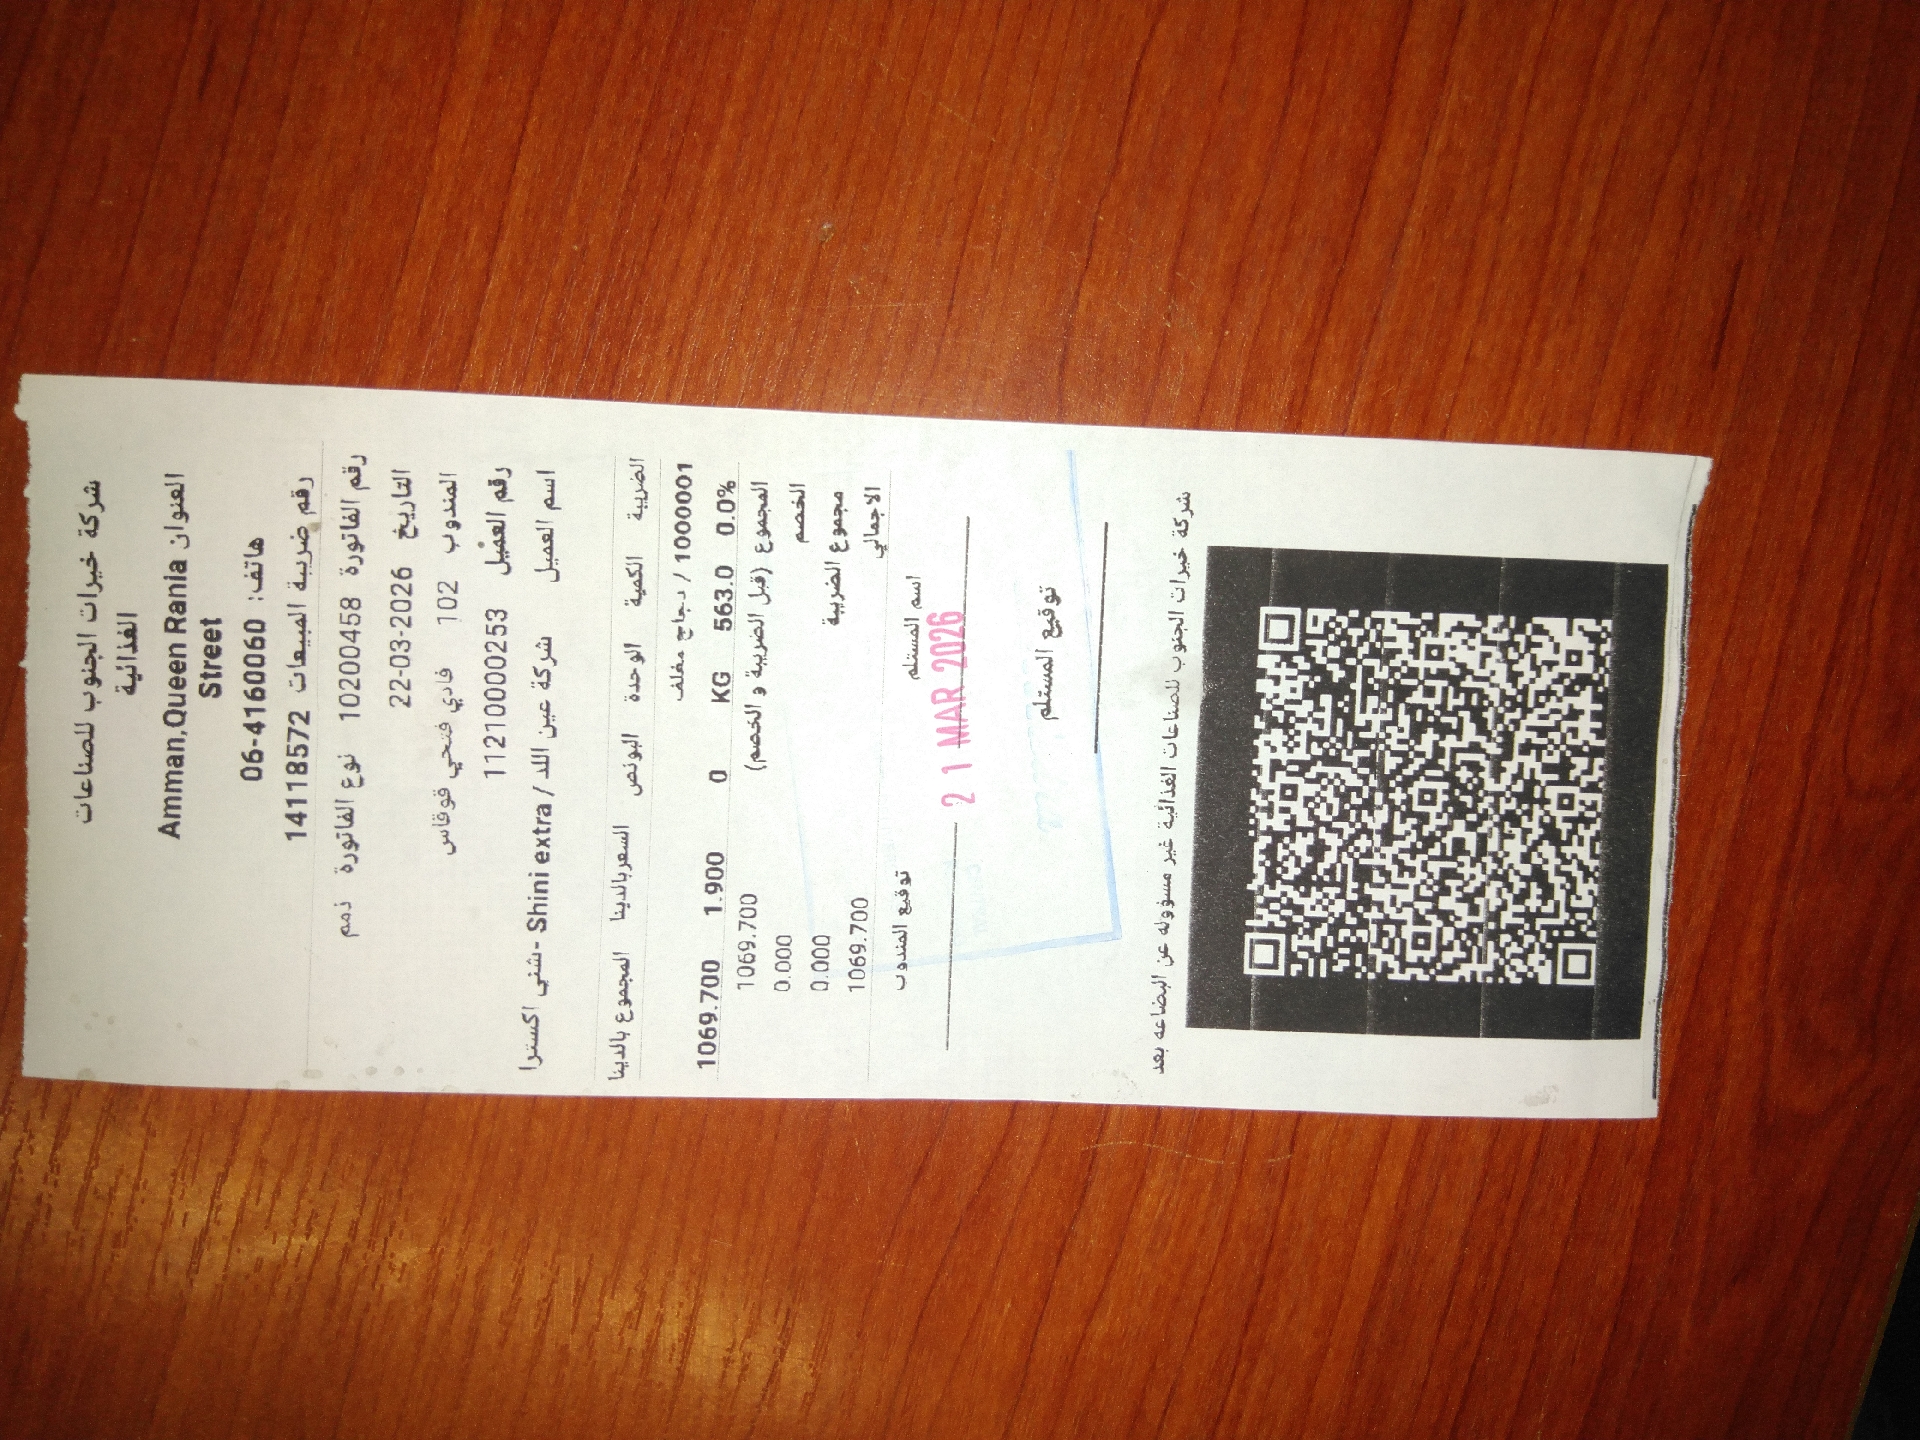 شركة خيرات الجنوب للصناعات
الغذائية
العنوان Amman,Queen Rania
Street
هاتف: 06-4160060
رقم ضريبة المبيعات 14118572
رقم الفاتورة 10200458 نوع الفاتورة ذمم
التاريخ 22-03-2026
المندوب 102 فادي فتحي قوقاس
رقم العميل 1121000253
اسم العميل شركة عين اللد / Shini extra - شني اكسترا
الضريبة الكمية الوحدة البونص السعربالدينا المجموع بالدينا
1000001 / دجاج مغلف
0.0% 563.0 KG 0 1.900 1069.700
المجموع (قبل الضريبة و الخصم) 1069.700
الخصم 0.000
مجموع الضريبة 0.000
الاجمالي 1069.700
اسم المستلم توقيع المندوب
المستلم
21 MAR 2026
توقيع المستلم
شركة خيرات الجنوب للصناعات الغذائية غير مسؤوله عن البضاعه بعد